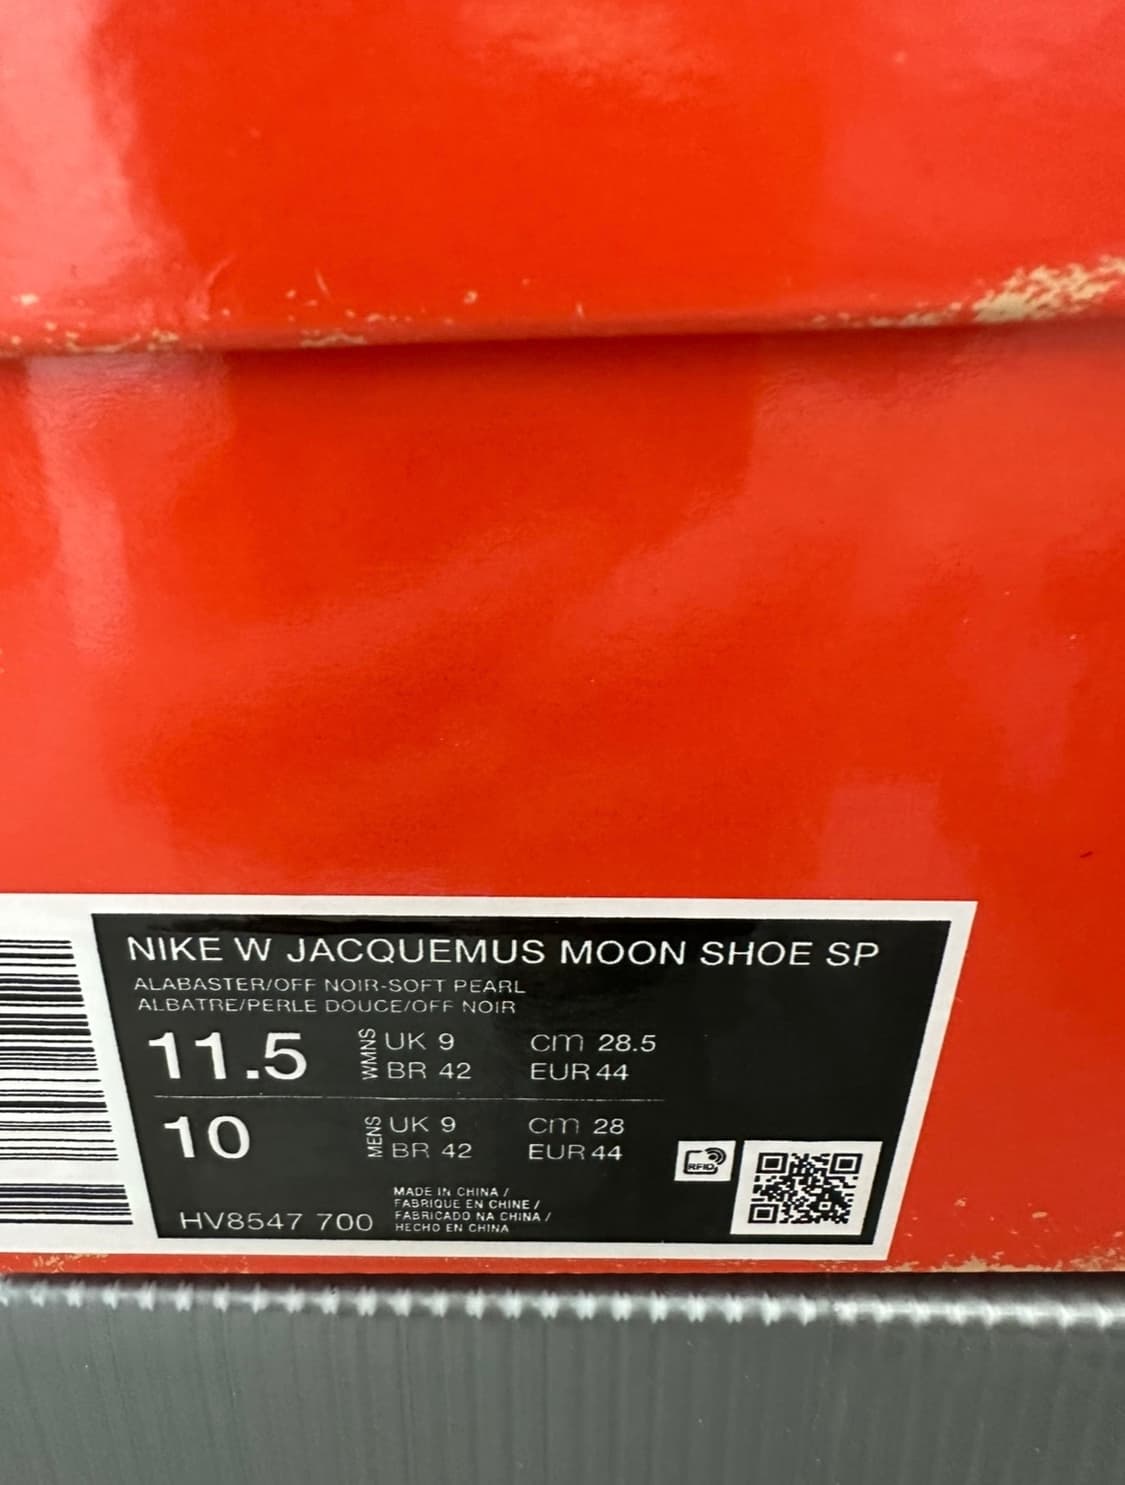 NIKE W JACQUEMUS MOON SHOE SP
ALABASTER/OFF NOIR-SOFT PEARL
ALBATRE/PERLE DOUCE/OFF NOIR
11.5 WMNS UK 9 cm 28.5
BR 42 EUR 44
10 MENS UK 9 cm 28
BR 42 EUR 44
RFID
MADE IN CHINA /
FABRIQUE EN CHINE /
FABRICADO NA CHINA /
HECHO EN CHINA
HV8547 700